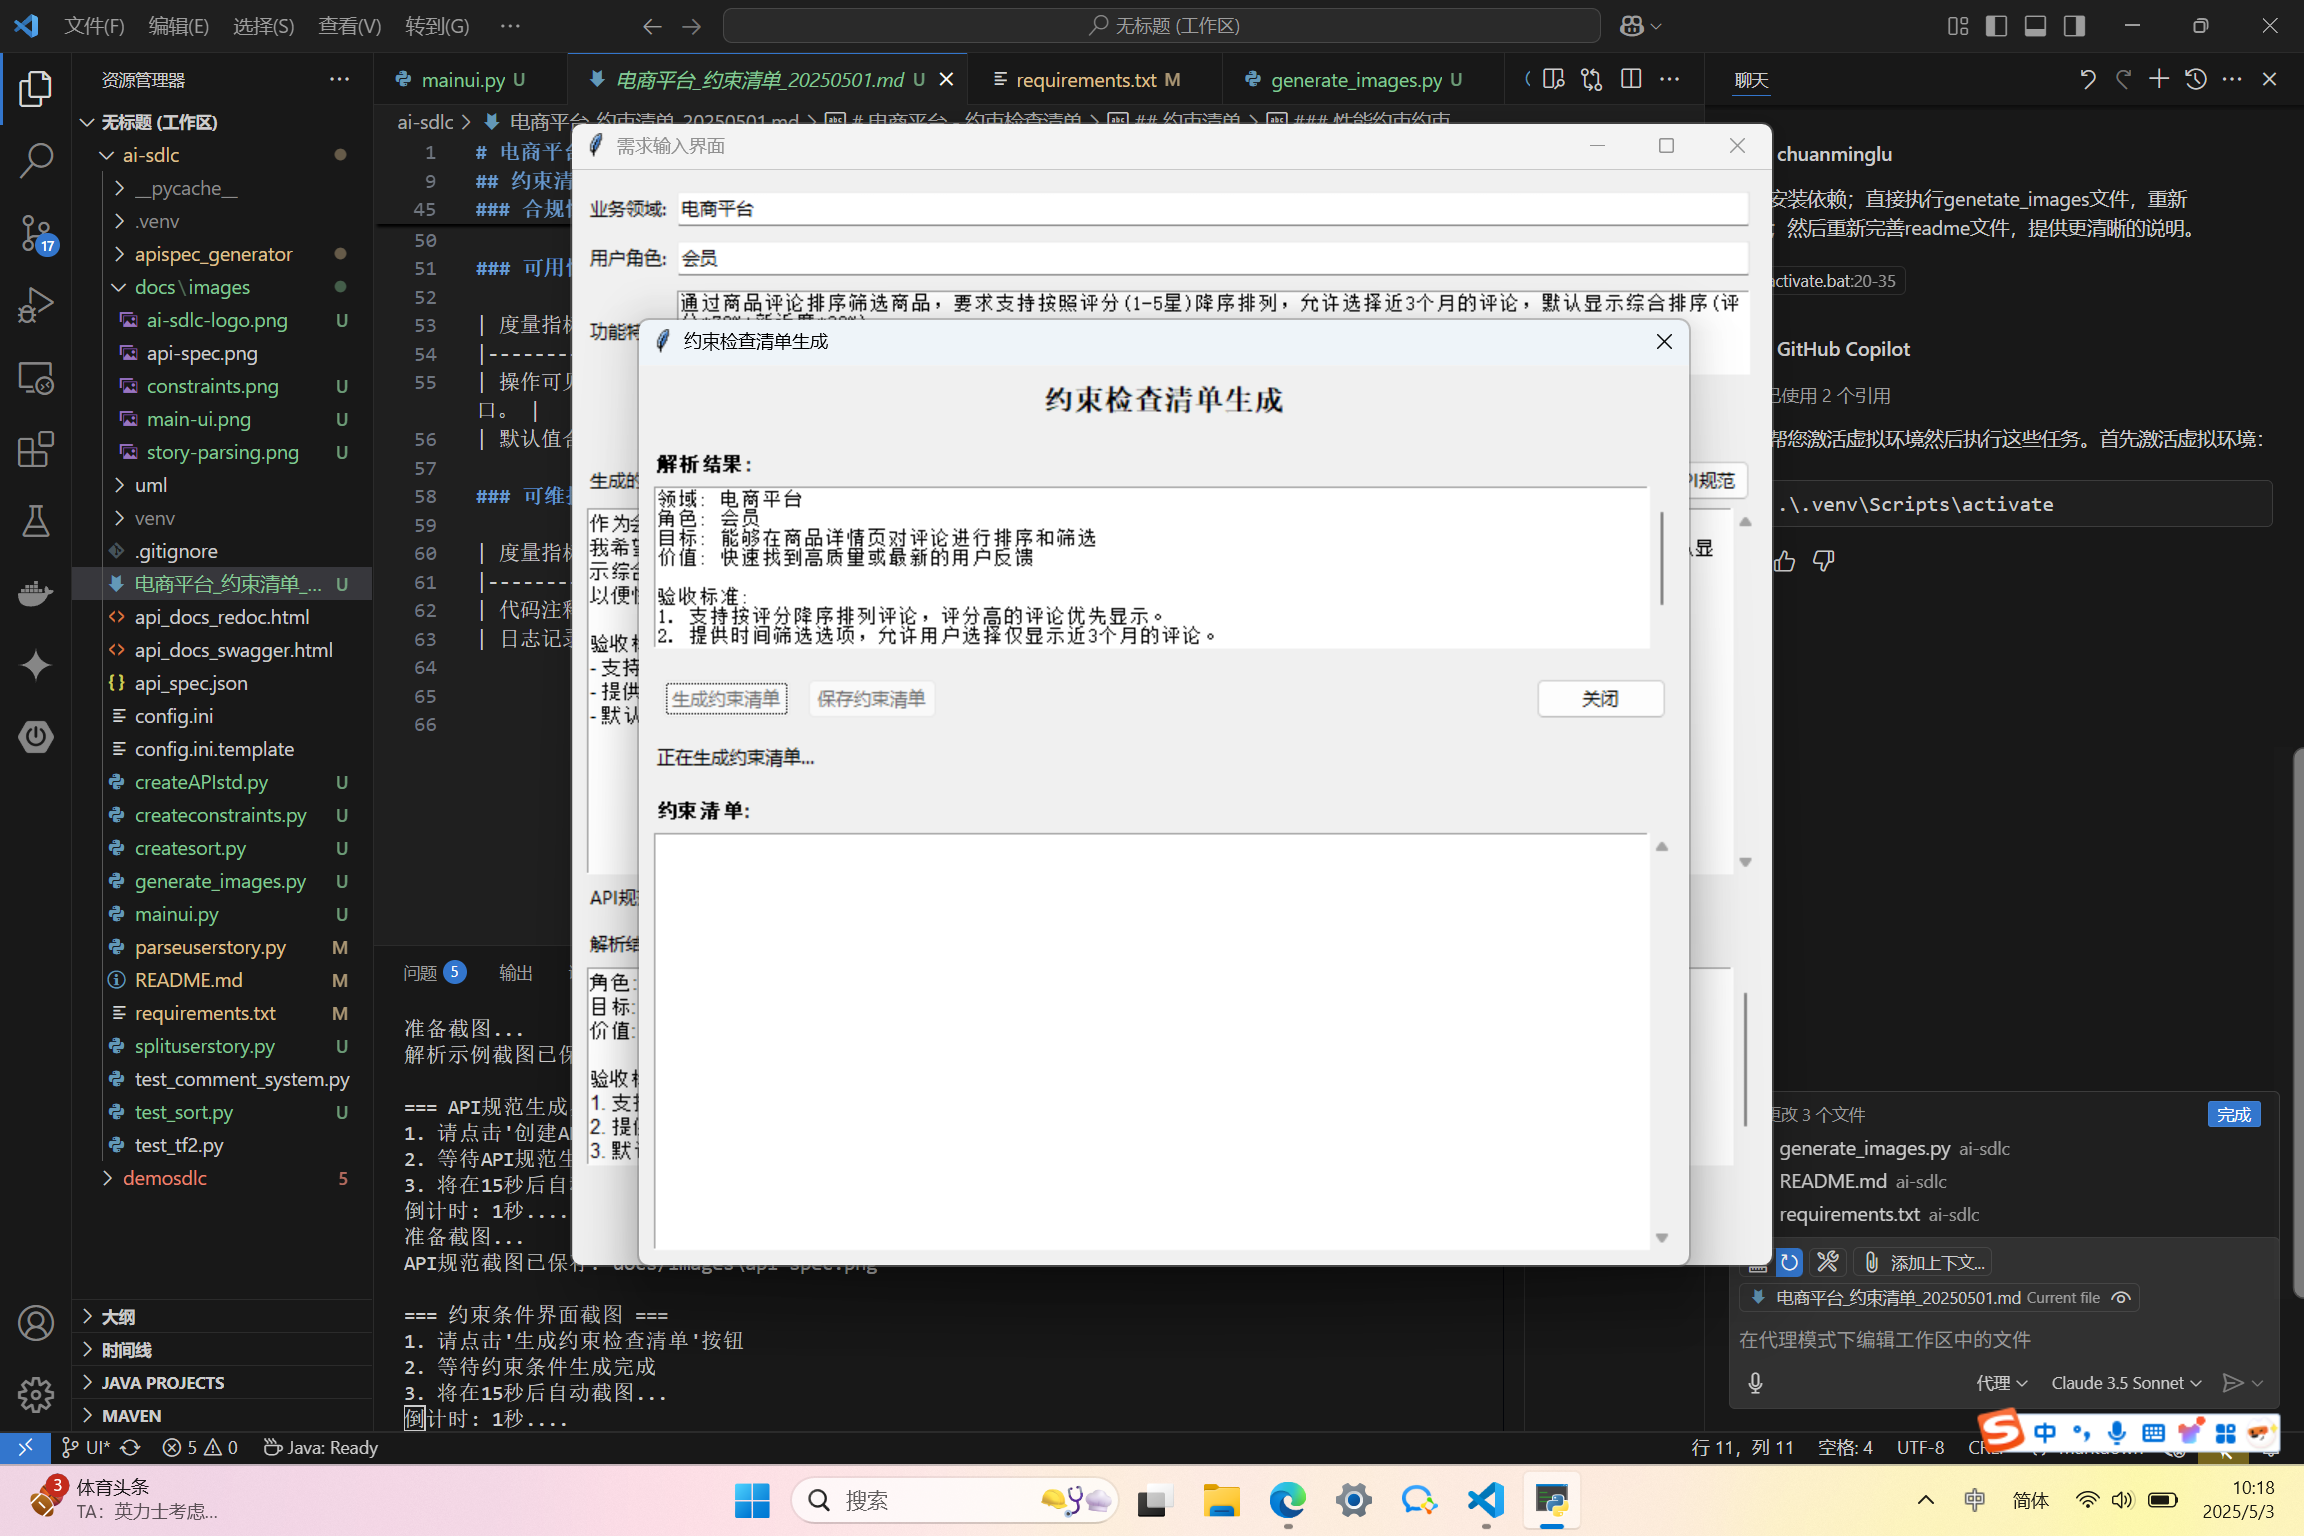 文件(F) 编辑(E) 选择(S) 查看(V) 转到(G) ··· 无标题 (工作区)
资源管理器
无标题 (工作区)
ai-sdlc
__pycache__
.venv
apispec_generator
docs\images
ai-sdlc-logo.png U
api-spec.png
constraints.png U
main-ui.png U
story-parsing.png U
uml
venv
.gitignore
电商平台_约束清单_... U
api_docs_redoc.html
api_docs_swagger.html
api_spec.json
config.ini
config.ini.template
createAPIstd.py U
createconstraints.py U
createsort.py U
generate_images.py U
mainui.py U
parseuserstory.py M
README.md M
requirements.txt M
splituserstory.py U
test_comment_system.py
test_sort.py U
test_tf2.py
demosdlc 5
大纲
时间线
JAVA PROJECTS
MAVEN
17
mainui.py U 电商平台_约束清单_20250501.md U requirements.txt M generate_images.py U
ai-sdlc > 电商平台_约束清单_20250501.md > # 电商平台 - 约束检查清单 > ## 约束清单 > ### 性能约束约束
1 # 电商平台
9 ## 约束清
45 ### 合规性
50
51 ### 可用
52
53 | 度量指标
54 |--------
55 | 操作可见
口。 |
56 | 默认值合
57
58 ### 可维
59
60 | 度量指标
61 |--------
62 | 代码注释
63 | 日志记录
64
65
66
问题 5 输出
准备截图...
解析示例截图已保
=== API规范生成
1. 请点击'创建A
2. 等待API规范生
3. 将在15秒后自
倒计时: 1秒....
准备截图...
API规范截图已保存: docs/images\api-spec.png
=== 约束条件界面截图 ===
1. 请点击'生成约束检查清单'按钮
2. 等待约束条件生成完成
3. 将在15秒后自动截图...
倒计时: 1秒....
需求输入界面
业务领域: 电商平台
用户角色: 会员
功能特
通过商品评论排序筛选商品，要求支持按照评分(1-5星)降序排列，允许选择近3个月的评论，默认显示综合排序(评
生成的
PI规范
作为会
我希望
显
示综合
以便快
验收标
- 支持
- 提供
- 默认
API规
解析结
角色:
目标:
价值:
验收标
1. 支持
2. 提供
3. 默认
约束检查清单生成
约束检查清单生成
解析结果:
领域: 电商平台
角色: 会员
目标: 能够在商品详情页对评论进行排序和筛选
价值: 快速找到高质量或最新的用户反馈
验收标准:
1. 支持按评分降序排列评论，评分高的评论优先显示。
2. 提供时间筛选选项，允许用户选择仅显示近3个月的评论。
生成约束清单 保存约束清单 关闭
正在生成约束清单...
约束清单:
聊天
chuanminglu
安装依赖；直接执行genetate_images文件，重新
；然后重新完善readme文件，提供更清晰的说明。
activate.bat:20-35
GitHub Copilot
已使用 2 个引用
帮您激活虚拟环境然后执行这些任务。首先激活虚拟环境:
.\.venv\Scripts\activate
更改 3 个文件 完成
generate_images.py ai-sdlc
README.md ai-sdlc
requirements.txt ai-sdlc
添加上下文...
电商平台_约束清单_20250501.md Current file
在代理模式下编辑工作区中的文件
代理 Claude 3.5 Sonnet
UI* 5 0 Java: Ready
行 11，列 11 空格: 4 UTF-8
S 中
3
体育头条
TA：英力士考虑...
搜索
中 简体
10:18
2025/5/3